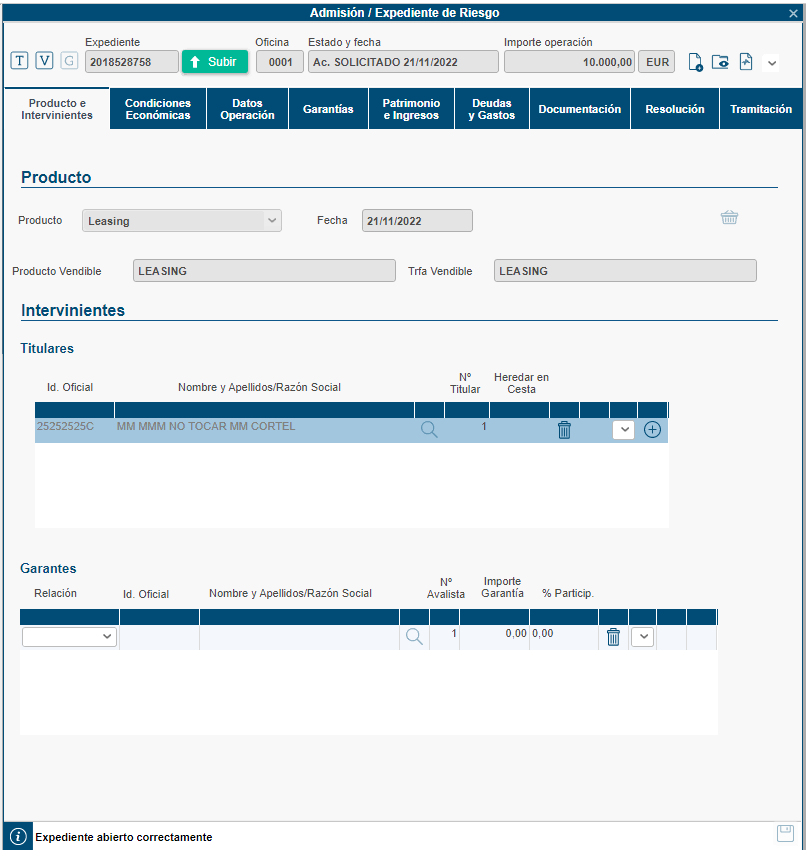 Admisión / Expediente de Riesgo
Expediente Oficina Estado y fecha Importe operación
T V G 2018528758 Subir 0001 Ac. SOLICITADO 21/11/2022 10.000,00 EUR
Producto e Intervinientes
Condiciones Económicas
Datos Operación
Garantías
Patrimonio e Ingresos
Deudas y Gastos
Documentación
Resolución
Tramitación
Producto
Producto Leasing Fecha 21/11/2022
Producto Vendible LEASING Trfa Vendible LEASING
Intervinientes
Titulares
Id. Oficial Nombre y Apellidos/Razón Social Nº Titular Heredar en Cesta
25252525C MM MMM NO TOCAR MM CORTEL 1
Garantes
Relación Id. Oficial Nombre y Apellidos/Razón Social Nº Avalista Importe Garantía % Particip.
1 0,00 0,00
Expediente abierto correctamente